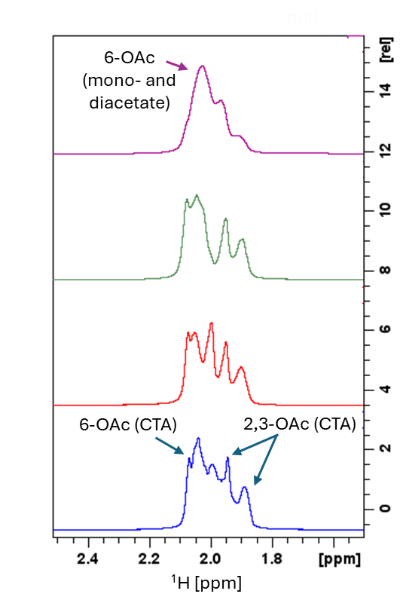 6-OAc
(mono- and
diacetate)
[rel]
14
12
10
8
6
4
6-OAc (CTA)
2,3-OAc (CTA)
2
0
2.4 2.2 2.0 1.8 [ppm]
¹H [ppm]